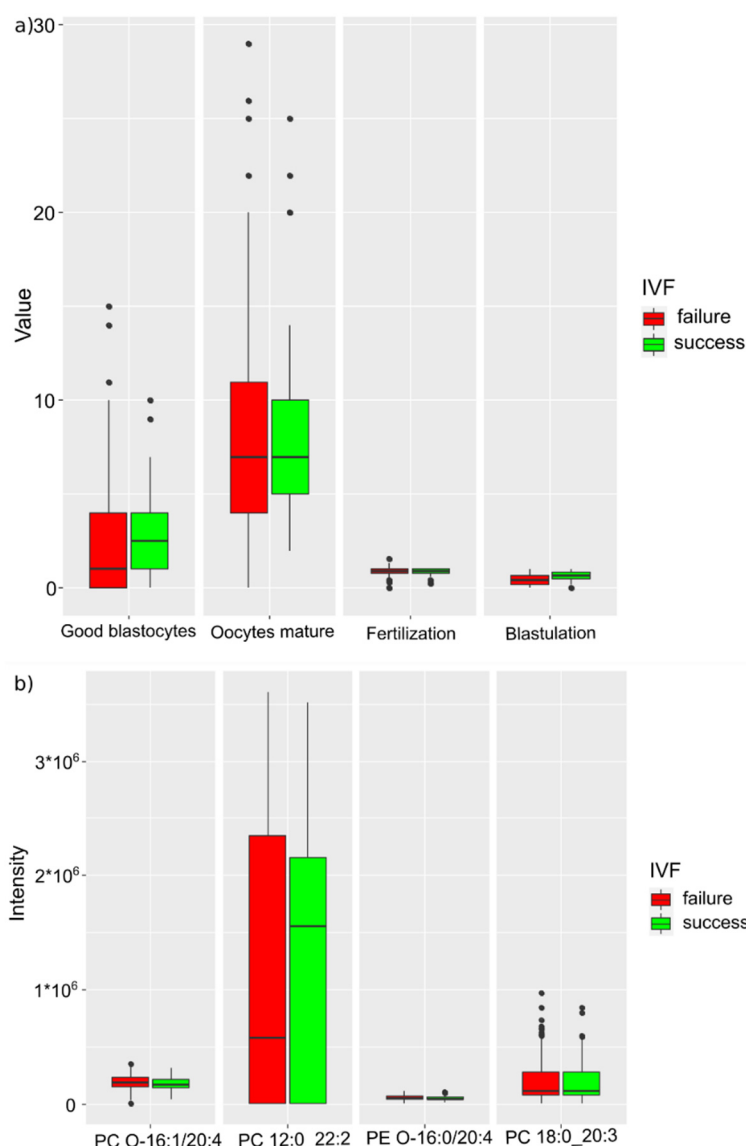 a)
30
20
10
0
Value
Good blastocytes
Oocytes mature
Fertilization
Blastulation
IVF
failure
success
b)
3*10⁶
2*10⁶
1*10⁶
0
Intensity
PC O-16:1/20:4
PC 12:0_22:2
PE O-16:0/20:4
PC 18:0_20:3
IVF
failure
success